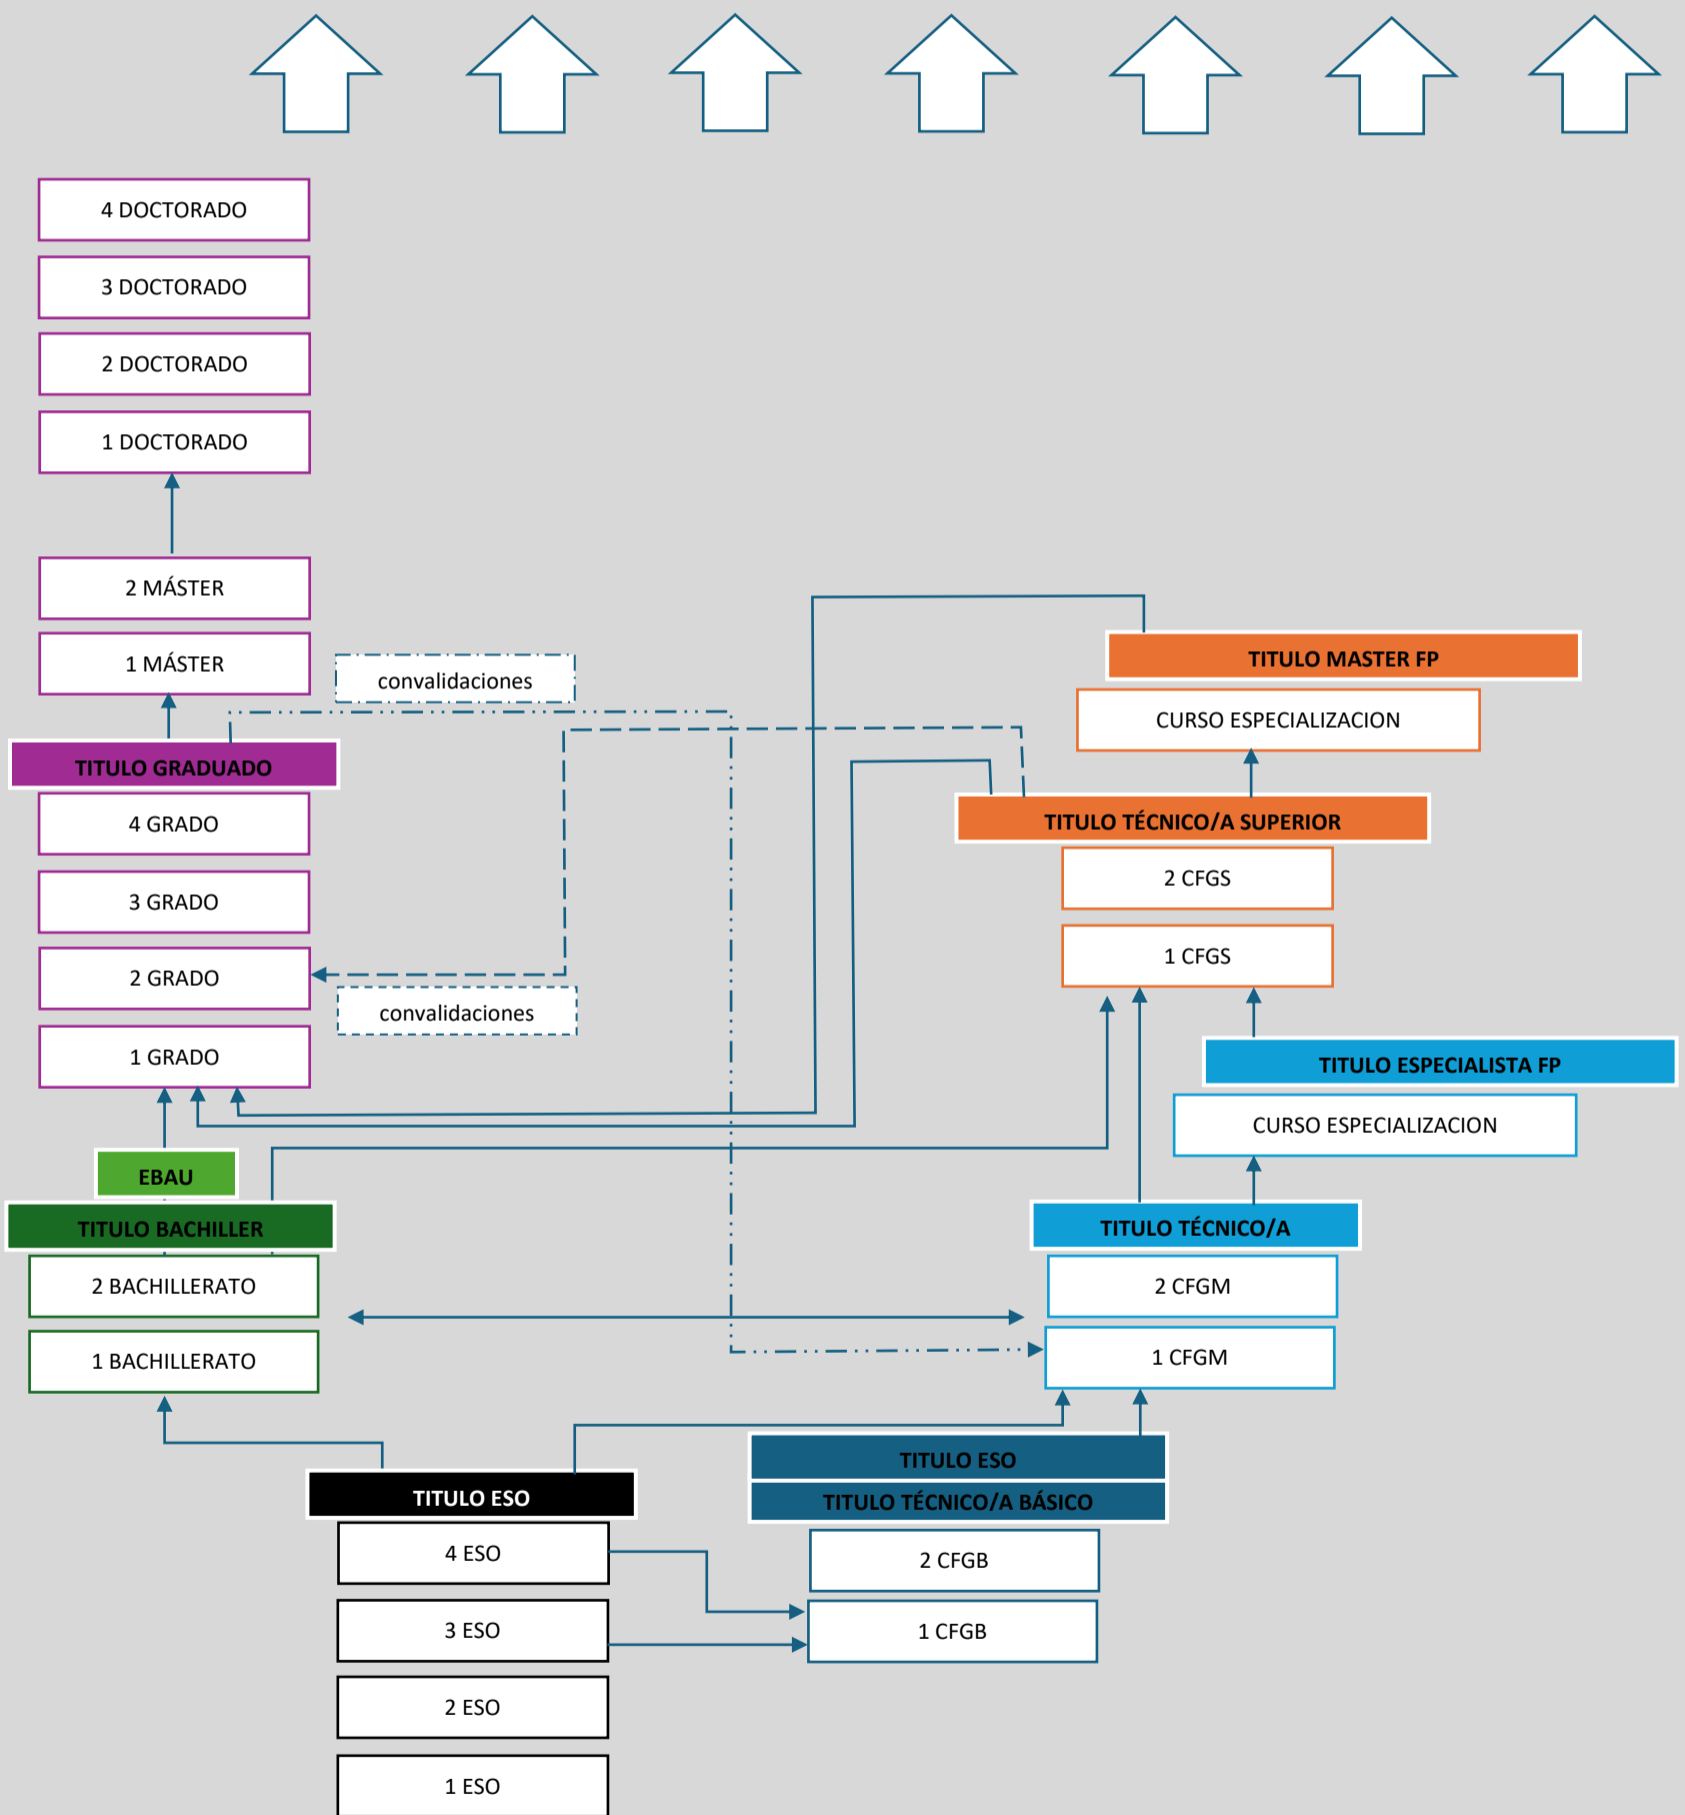 4 DOCTORADO
3 DOCTORADO
2 DOCTORADO
1 DOCTORADO
2 MÁSTER
1 MÁSTER
convalidaciones
TITULO GRADUADO
4 GRADO
3 GRADO
2 GRADO
convalidaciones
1 GRADO
EBAU
TITULO BACHILLER
2 BACHILLERATO
1 BACHILLERATO
TITULO MASTER FP
CURSO ESPECIALIZACION
TITULO TÉCNICO/A SUPERIOR
2 CFGS
1 CFGS
TITULO ESPECIALISTA FP
CURSO ESPECIALIZACION
TITULO TÉCNICO/A
2 CFGM
1 CFGM
TITULO ESO
4 ESO
3 ESO
2 ESO
1 ESO
TITULO ESO
TITULO TÉCNICO/A BÁSICO
2 CFGB
1 CFGB